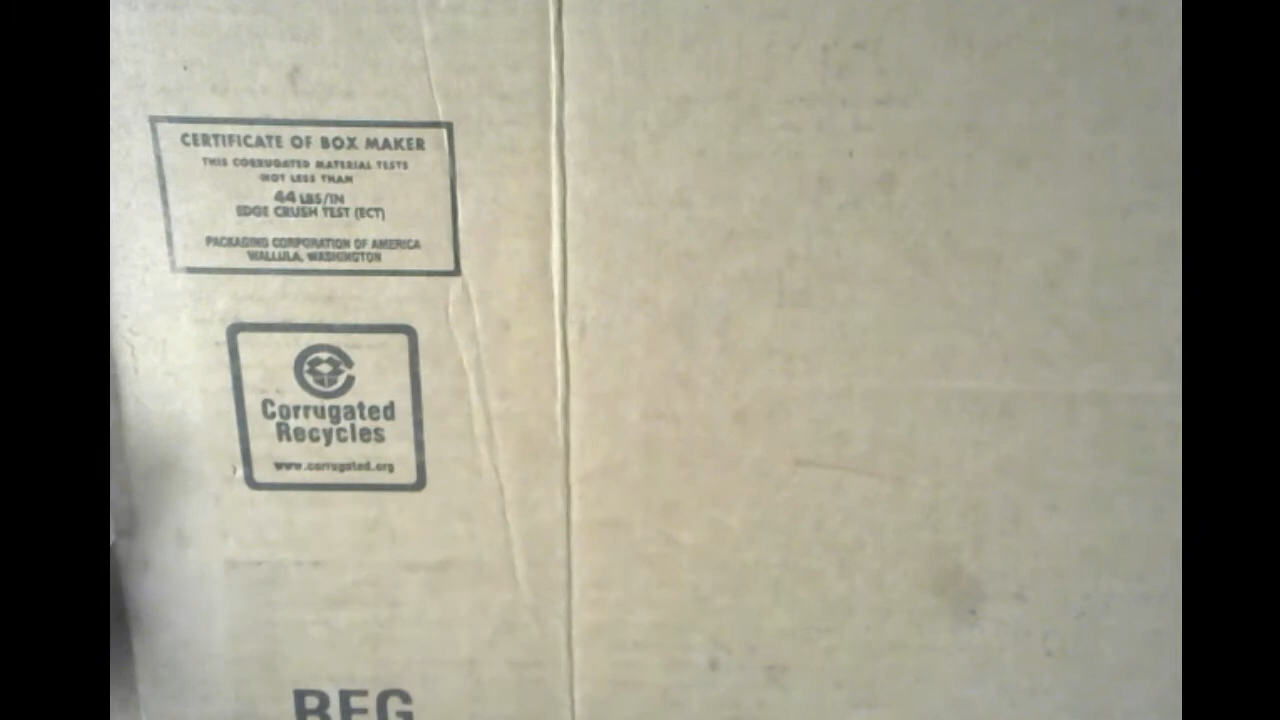 CERTIFICATE OF BOX MAKER
THIS CORRUGATED MATERIAL TESTS
NOT LESS THAN
44 LBS/IN
EDGE CRUSH TEST (ECT)
PACKAGING CORPORATION OF AMERICA
WALLULA, WASHINGTON
Corrugated
Recycles
www.corrugated.org